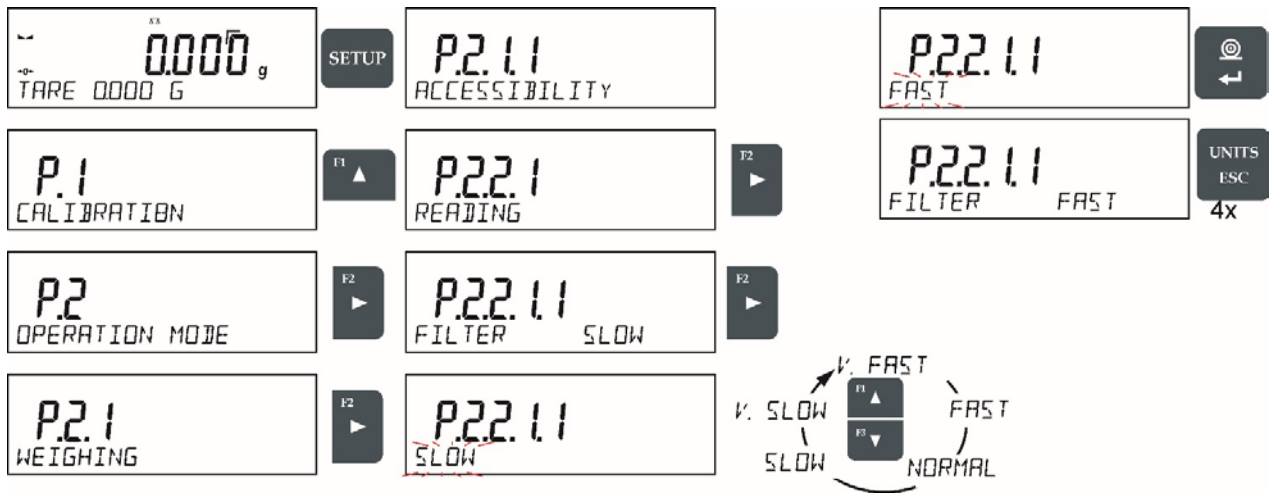 0.000 g
TARE 0.000 G
SETUP
P.1
CALIBRATION
F1
P.2
OPERATION MODE
F2
P.2.1
WEIGHING
F2
P.2.1.1
ACCESSIBILITY
P.2.2.1
READING
F2
P.2.2.1.1
FILTER SLOW
F2
P.2.2.1.1
SLOW
V. FAST
FAST
NORMAL
SLOW
V. SLOW
F1
F3
P.2.2.1.1
FAST
P.2.2.1.1
FILTER FAST
UNITS
ESC
4x